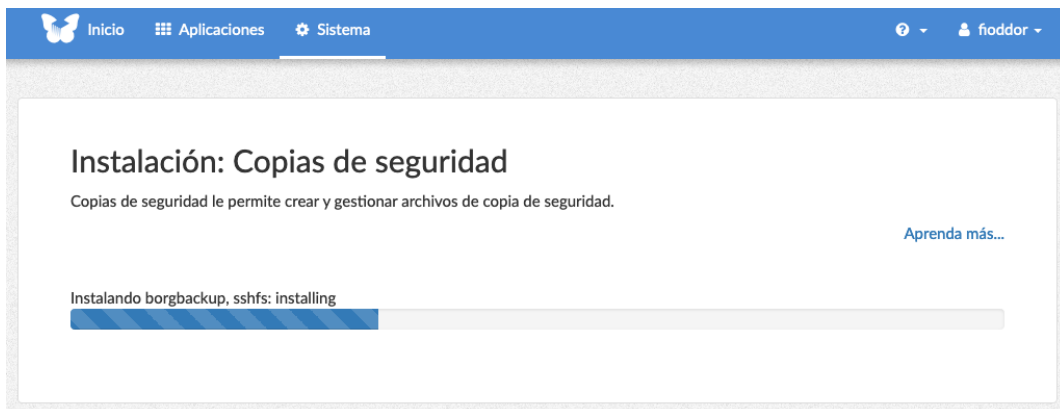 Inicio Aplicaciones Sistema fioddor
Instalación: Copias de seguridad
Copias de seguridad le permite crear y gestionar archivos de copia de seguridad.
Aprenda más...
Instalando borgbackup, sshfs: installing